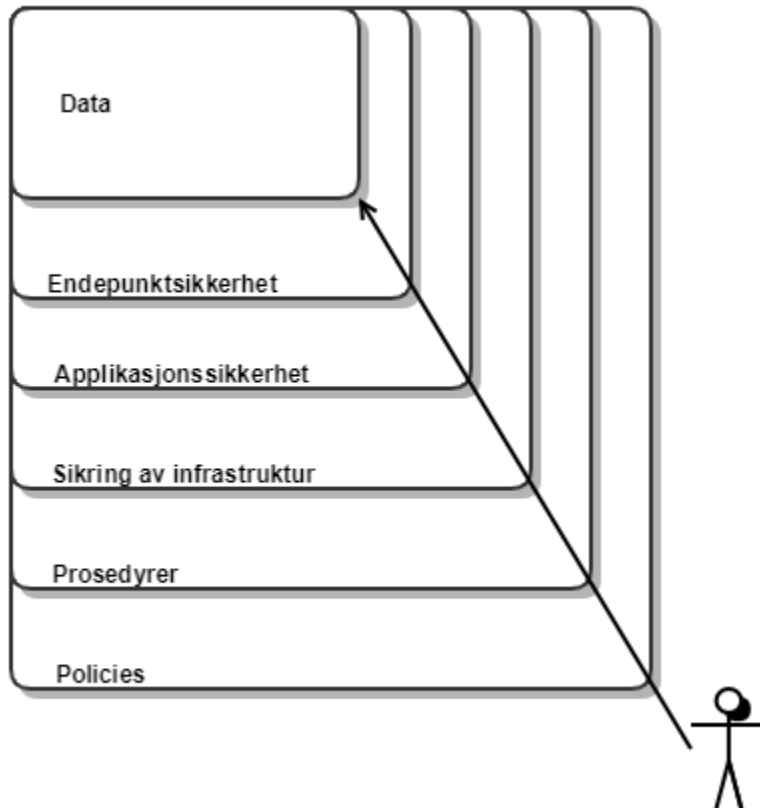 Data
Endepunktsikkerhet
Applikasjonssikkerhet
Sikring av infrastruktur
Prosedyrer
Policies